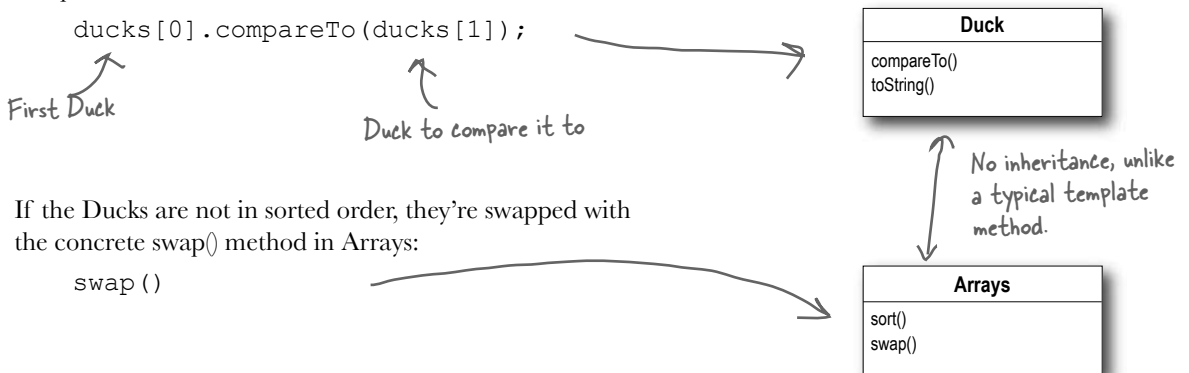 ducks[0].compareTo(ducks[1]);
First Duck
Duck to compare it to
Duck
compareTo()
toString()
No inheritance, unlike
a typical template
method.
If the Ducks are not in sorted order, they're swapped with
the concrete swap() method in Arrays:
swap()
Arrays
sort()
swap()